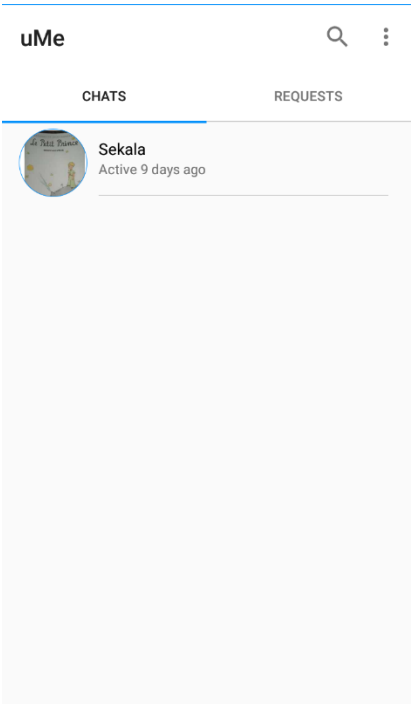 uMe
CHATS
REQUESTS
Le Petit Prince
Sekala
Active 9 days ago